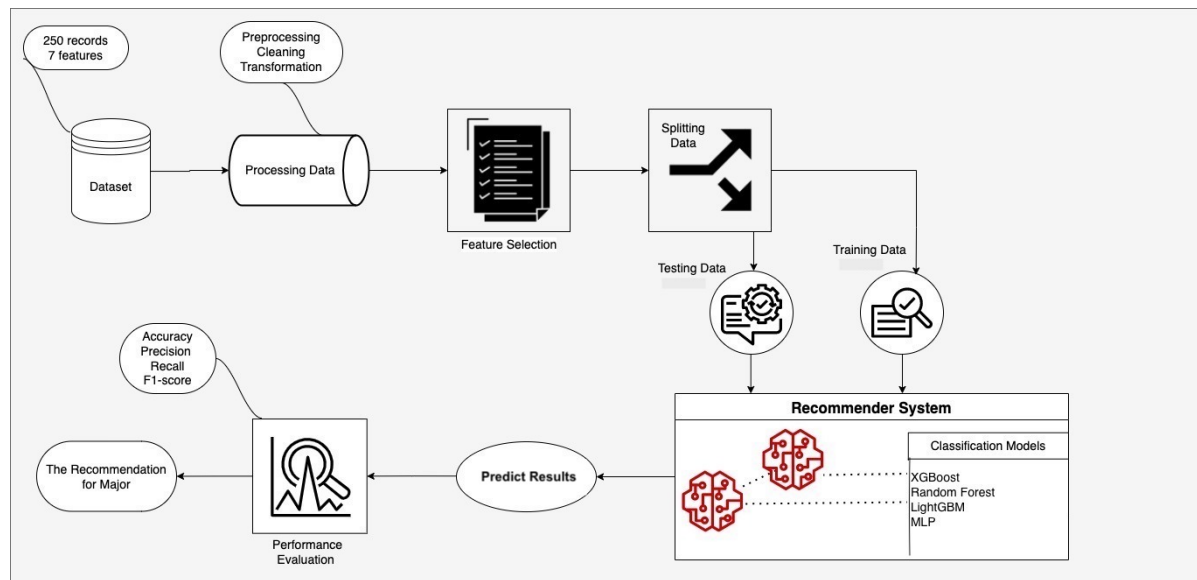 250 records
7 features
Preprocessing
Cleaning
Transformation
Dataset
Processing Data
Feature Selection
Splitting
Data
Testing Data
Training Data
Accuracy
Precision
Recall
F1-score
Recommender System
Classification Models
XGBoost
Random Forest
LightGBM
MLP
Predict Results
Performance
Evaluation
The Recommendation
for Major